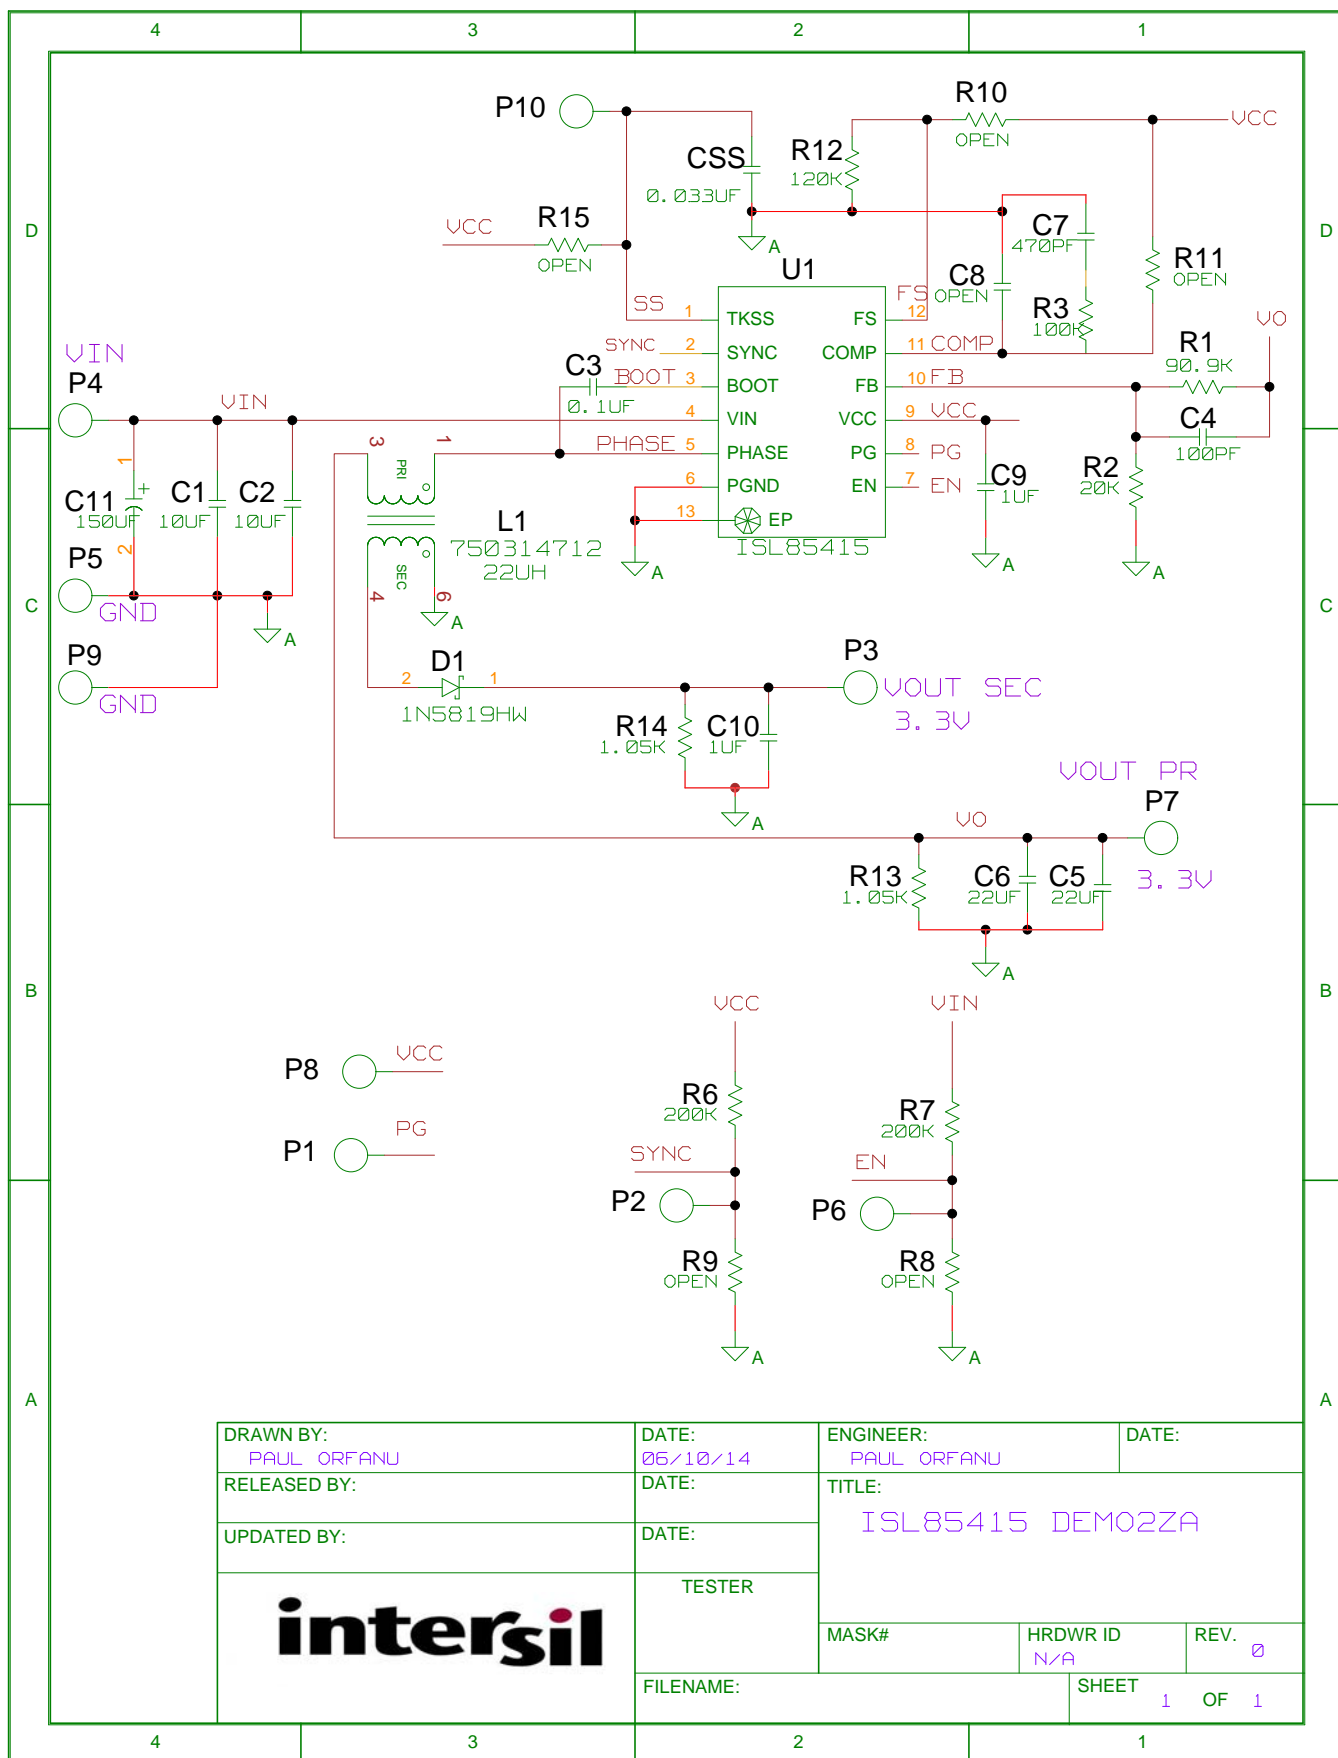 4 3 2 1
P10
R10
OPEN
VCC
CSS
0.033UF
R12
120K
D
D
VCC
R15
OPEN
A
C7
470PF
C8
OPEN
R11
OPEN
U1
SS
FS
R3
100K
VO
1 TKSS
FS 12
SYNC 2 SYNC
COMP 11 COMP
BOOT 3 BOOT
FB 10 FB
4 VIN
VCC 9 VCC
PHASE 5 PHASE
PG 8 PG
6 PGND
EN 7 EN
13 EP
ISL85415
A
VIN
P4
VIN
C3
0.1UF
R1
90.9K
C4
100PF
R2
20K
A
C9
1UF
A
1
+
C11
150UF
2
C1
10UF
C2
10UF
3 1
PRI
L1
750314712
22UH
SEC
4 6
A
P5
GND
A
C
C
P9
GND
D1
2 1
1N5819HW
P3
VOUT SEC
3.3V
R14
1.05K
C10
1UF
A
VOUT PR
P7
3.3V
VO
R13
1.05K
C6
22UF
C5
22UF
A
B
B
VCC
VIN
P8
VCC
P1
PG
R6
200K
R7
200K
SYNC
EN
P2
P6
R9
OPEN
R8
OPEN
A
A
A
A
DRAWN BY:
PAUL ORFANU
DATE:
06/10/14
ENGINEER:
PAUL ORFANU
DATE:
RELEASED BY:
DATE:
TITLE:
ISL85415 DEMO2ZA
UPDATED BY:
DATE:
TESTER
intersil
MASK#
HRDWR ID
N/A
REV.
0
FILENAME:
SHEET 1 OF 1
4 3 2 1